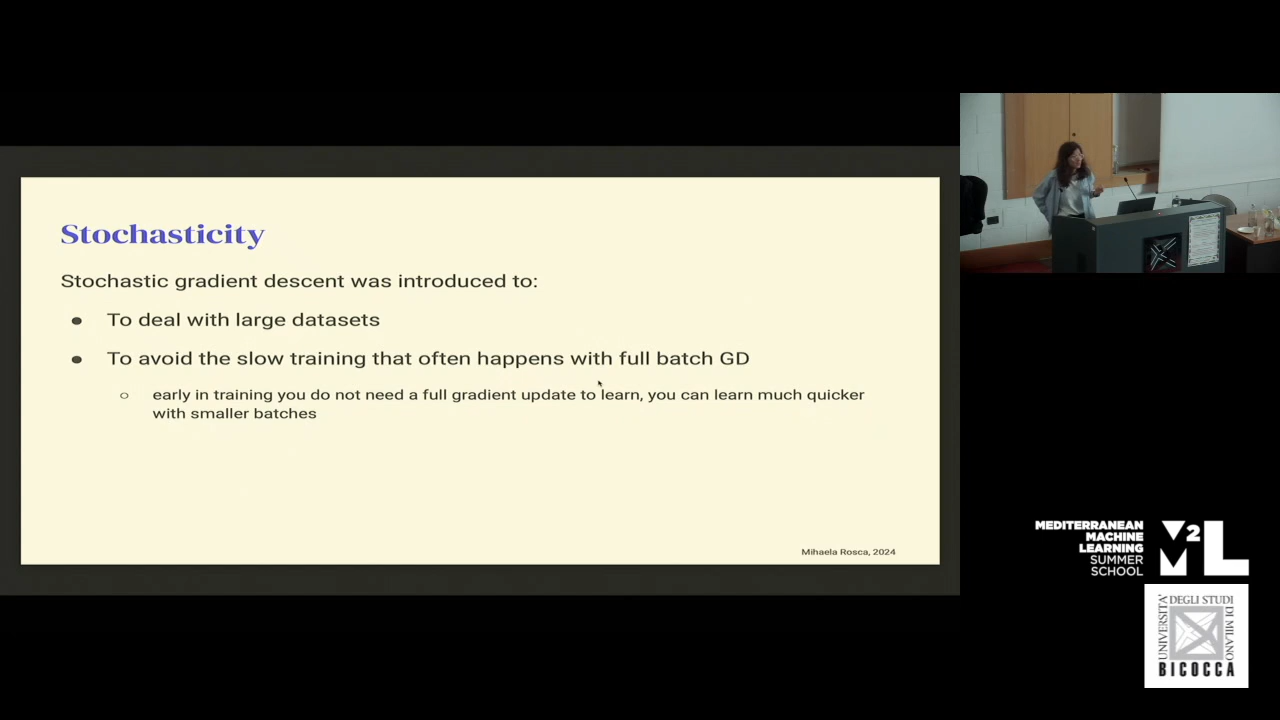 Stochasticity
Stochastic gradient descent was introduced to:
● To deal with large datasets
● To avoid the slow training that often happens with full batch GD
○ early in training you do not need a full gradient update to learn, you can learn much quicker
with smaller batches
Mihaela Rosca, 2024
MEDITERRANEAN
MACHINE
LEARNING
SUMMER
SCHOOL
M2L
UNIVERSITÀ
DEGLI STUDI
DI MILANO
BICOCCA